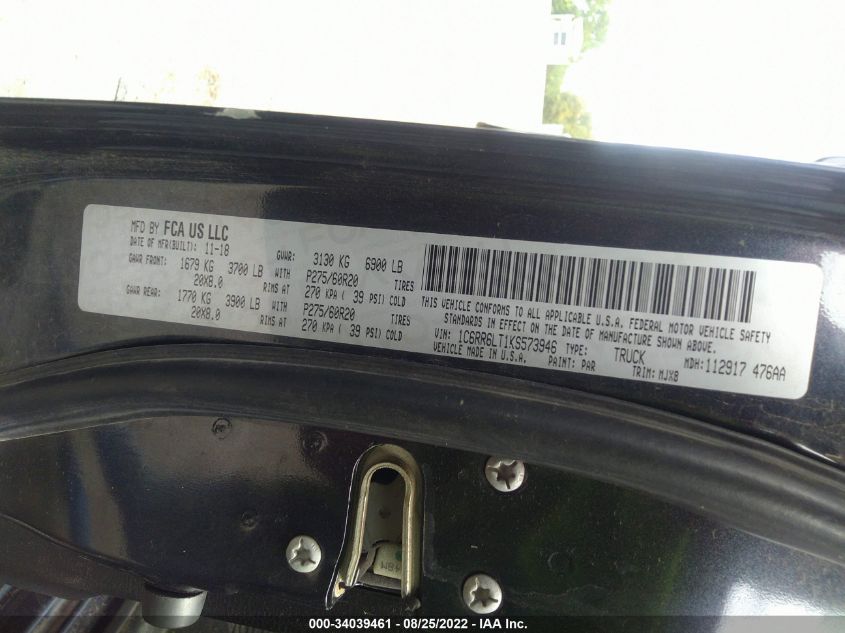 MFD BY FCA US LLC
DATE OF MFR(BUILT): 11-18 GVWR: 3130 KG 6900 LB
GAWR FRONT: 1679 KG 3700 LB WITH P275/60R20 TIRES
20X8.0 RIMS AT 270 KPA ( 39 PSI) COLD
GAWR REAR: 1770 KG 3900 LB WITH P275/60R20 TIRES
20X8.0 RIMS AT 270 KPA ( 39 PSI) COLD
THIS VEHICLE CONFORMS TO ALL APPLICABLE U.S.A. FEDERAL MOTOR VEHICLE SAFETY
STANDARDS IN EFFECT ON THE DATE OF MANUFACTURE SHOWN ABOVE.
VIN: 1C6RR6LT1KS573946 TYPE: TRUCK MDH:112917 476AA
VEHICLE MADE IN U.S.A. PAINT: PAR TRIM: MJX8
000-34039461 - 08/25/2022 - IAA Inc.